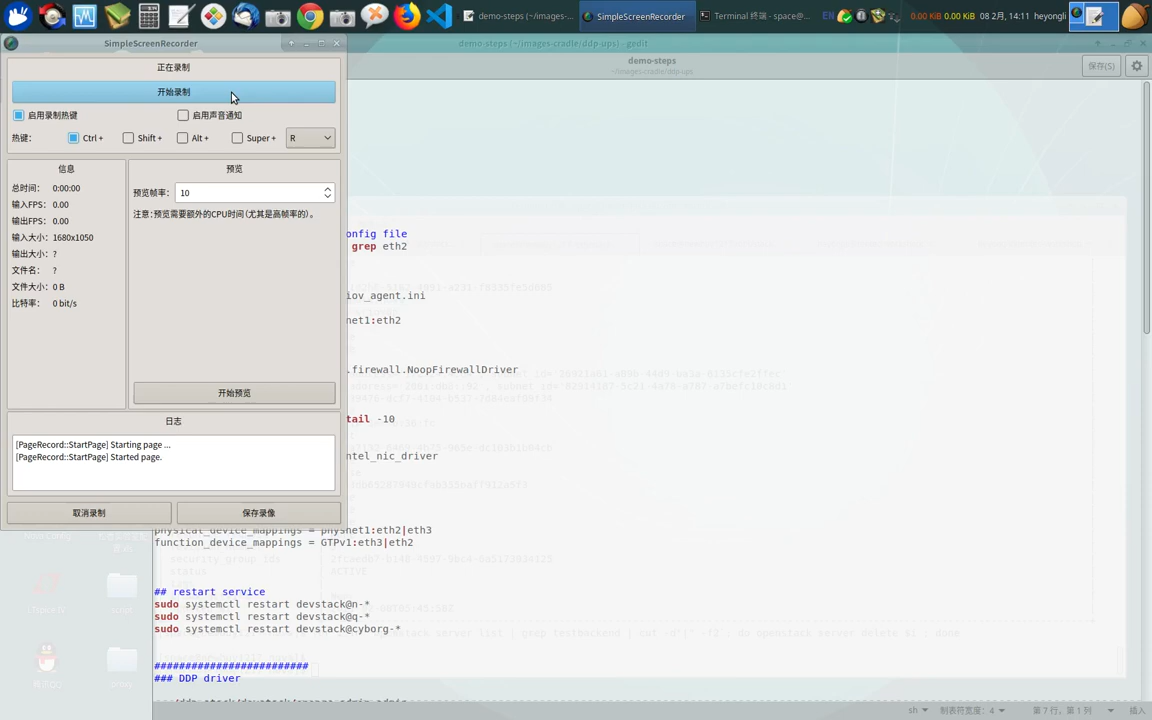 demo-steps (~/images-...
SimpleScreenRecorder
Terminal 终端 - space@...
EN
0.00 KiB 0.00 KiB
08 2月, 14:11
heyongli
SimpleScreenRecorder
demo-steps (~/images-cradle/ddp-ups) - gedit
demo-steps
~/images-cradle/ddp-ups
保存(S)
正在录制
开始录制
启用录制热键
启用声音通知
热键: Ctrl + Shift + Alt + Super + R
信息
总时间: 0:00:00
输入FPS: 0.00
输出FPS: 0.00
输入大小: 1680x1050
输出大小: ?
文件名: ?
文件大小: 0 B
比特率: 0 bit/s
预览
预览帧率: 10
注意:预览需要额外的CPU时间(尤其是高帧率的)。
开始预览
日志
[PageRecord::StartPage] Starting page ...
[PageRecord::StartPage] Started page.
取消录制
保存录像
onfig file
grep eth2
iov_agent.ini
net1:eth2
.firewall.NoopFirewallDriver
tail -10
ntel_nic_driver
physical_device_mappings = physnet1:eth2|eth3
function_device_mappings = GTPv1:eth3|eth2
status
ACTIVE
## restart service
sudo systemctl restart devstack@n-*
sudo systemctl restart devstack@q-*
sudo systemctl restart devstack@cyborg-*
########################
### DDP driver
sh
制表符宽度: 4
第 7 行, 第 1 列
插入